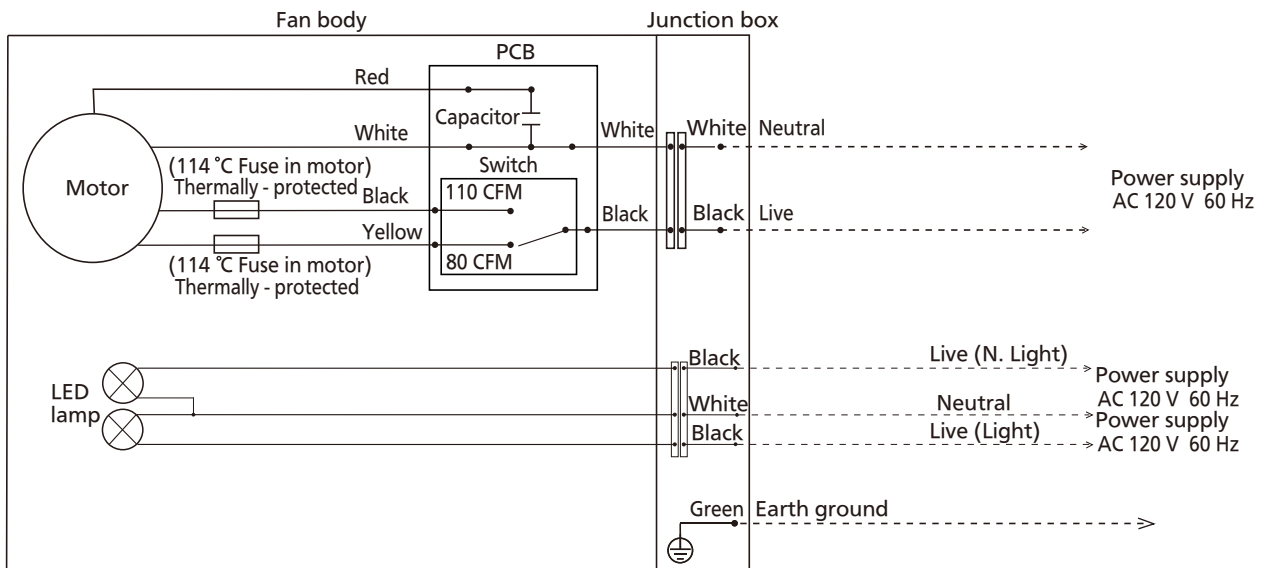 Fan body
Junction box
PCB
Red
Capacitor
White
White
White
Neutral
(114 °C Fuse in motor)
Thermally - protected
Switch
Motor
110 CFM
Black
Black
Black
Live
Power supply
AC 120 V 60 Hz
Yellow
80 CFM
(114 °C Fuse in motor)
Thermally - protected
Black
Live (N. Light)
Power supply
AC 120 V 60 Hz
LED
lamp
White
Neutral
Power supply
AC 120 V 60 Hz
Black
Live (Light)
Green
Earth ground